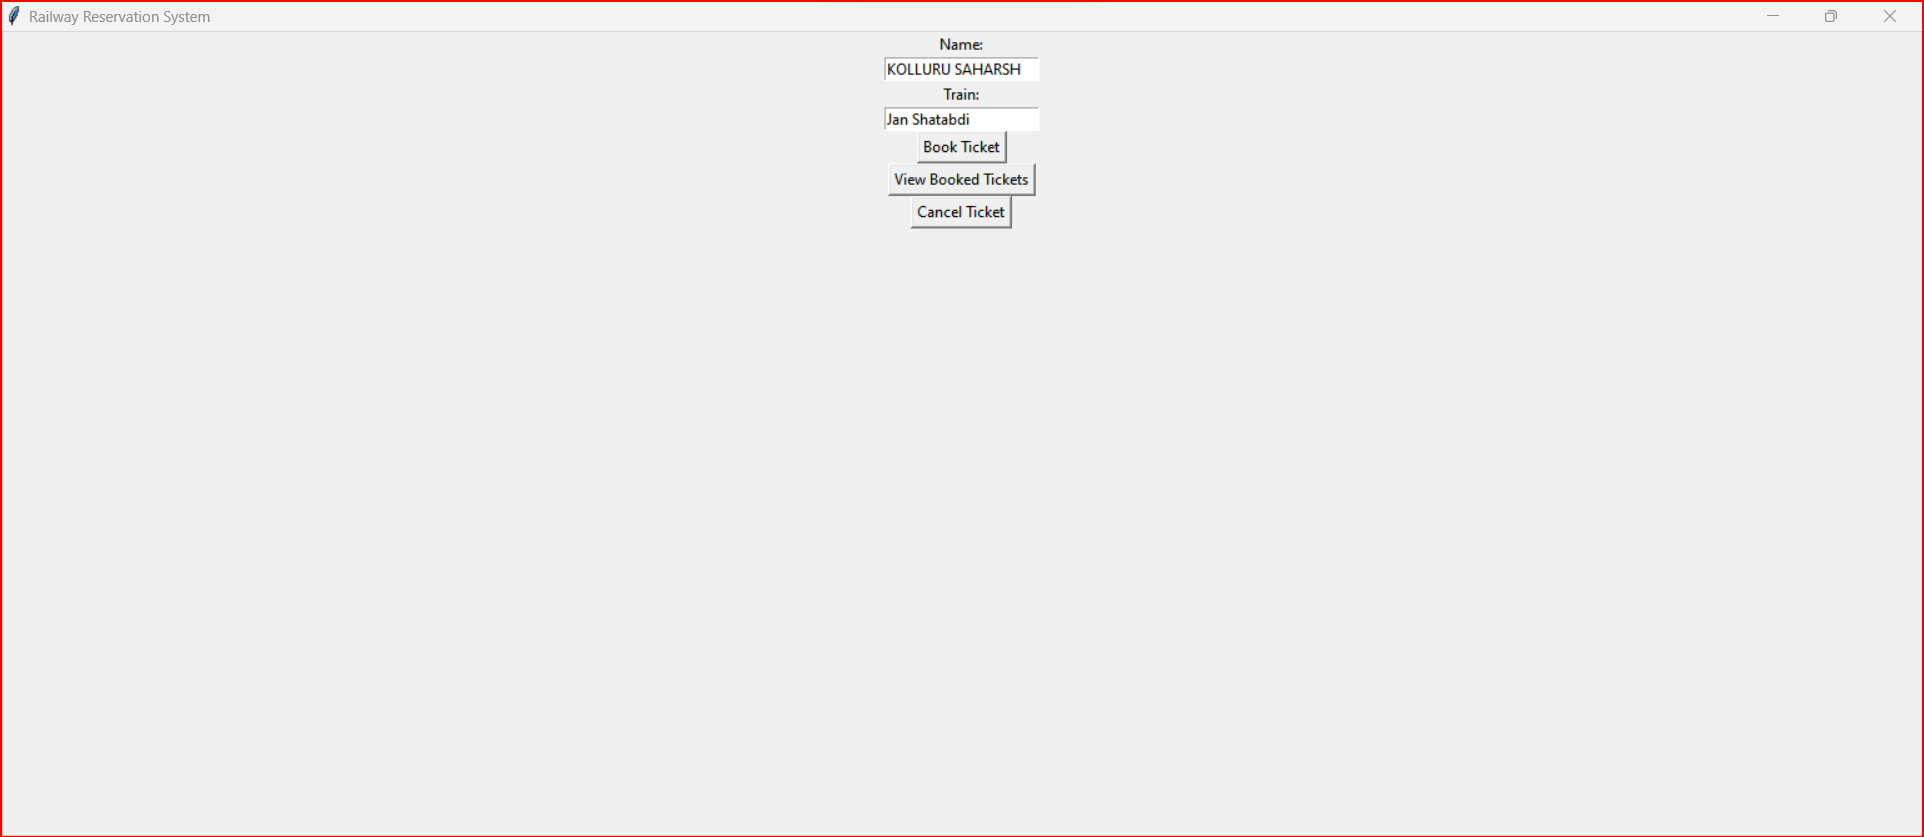 Railway Reservation System
Name:
KOLLURU SAHARSH
Train:
Jan Shatabdi
Book Ticket
View Booked Tickets
Cancel Ticket